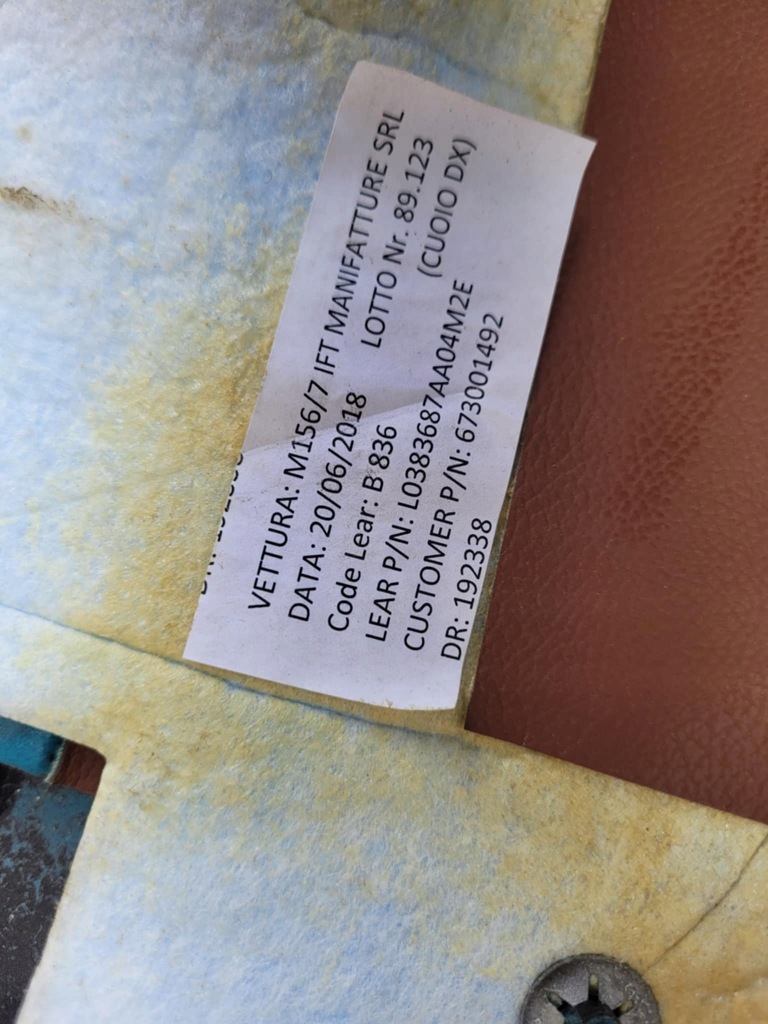 VETTURA: M156/7 IFT MANIFATTURE SRL
DATA: 20/06/2018 LOTTO Nr. 89.123
Code Lear: B 836 (CUOIO DX)
LEAR P/N: L0383687AA04M2E
CUSTOMER P/N: 673001492
DR: 192338